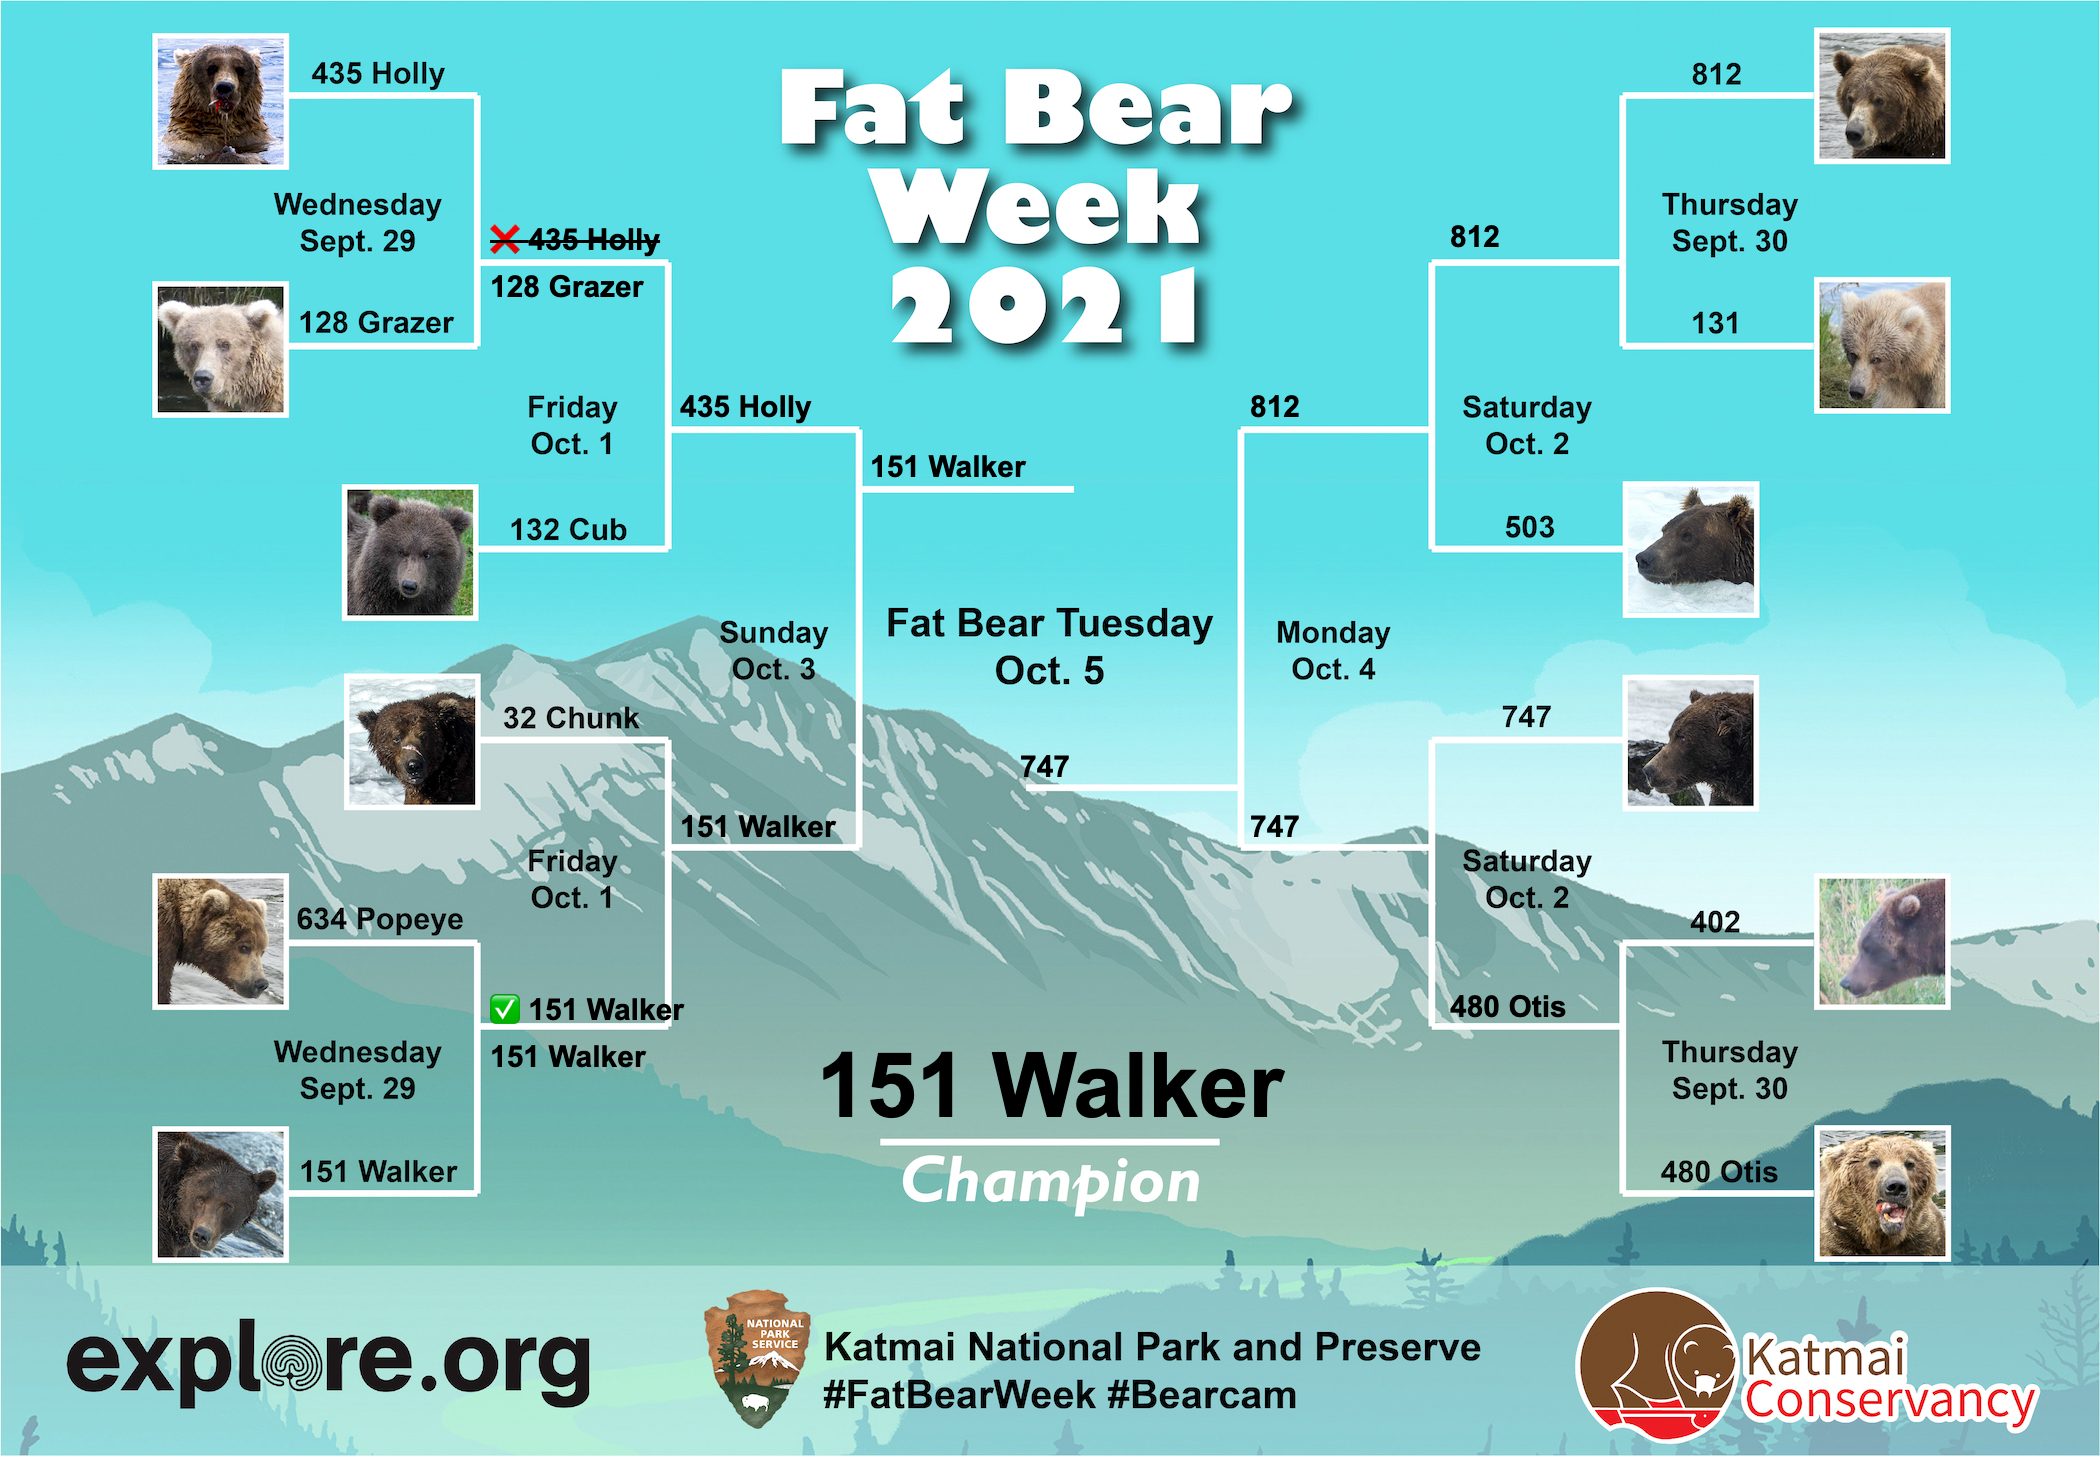 Fat Bear
Week
2021
435 Holly
Wednesday
Sept. 29
128 Grazer
❌ 435 Holly
128 Grazer
Friday
Oct. 1
132 Cub
435 Holly
Sunday
Oct. 3
32 Chunk
151 Walker
Friday
Oct. 1
634 Popeye
✅ 151 Walker
151 Walker
Wednesday
Sept. 29
151 Walker
151 Walker
Fat Bear Tuesday
Oct. 5
747
812
Thursday
Sept. 30
131
812
Saturday
Oct. 2
503
812
Monday
Oct. 4
747
747
Saturday
Oct. 2
402
480 Otis
Thursday
Sept. 30
480 Otis
151 Walker
Champion
explore.org
NATIONAL
PARK
SERVICE
Katmai National Park and Preserve
#FatBearWeek #Bearcam
Katmai
Conservancy